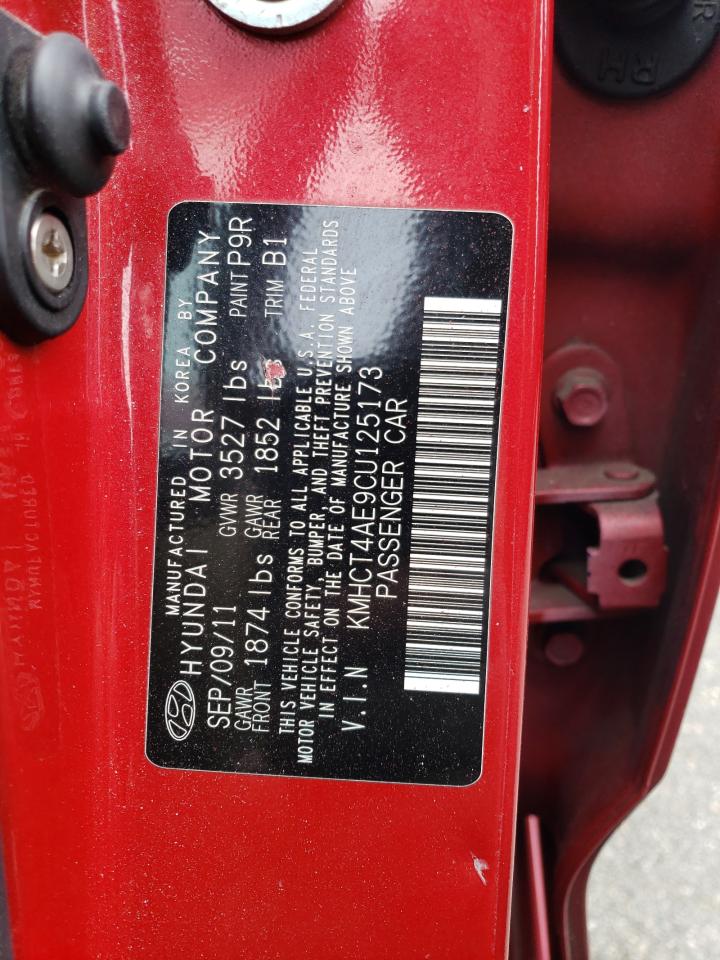 MANUFACTURED IN KOREA BY
HYUNDAI MOTOR COMPANY
SEP/09/11 GVWR 3527 lbs PAINT P9R
GAWR FRONT 1874 lbs GAWR REAR 1852 lbs TRIM B1
THIS VEHICLE CONFORMS TO ALL APPLICABLE U.S.A. FEDERAL
MOTOR VEHICLE SAFETY, BUMPER, AND THEFT PREVENTION STANDARDS
IN EFFECT ON THE DATE OF MANUFACTURE SHOWN ABOVE
V.I.N KMHCT4AE9CU125173
PASSENGER CAR
RH